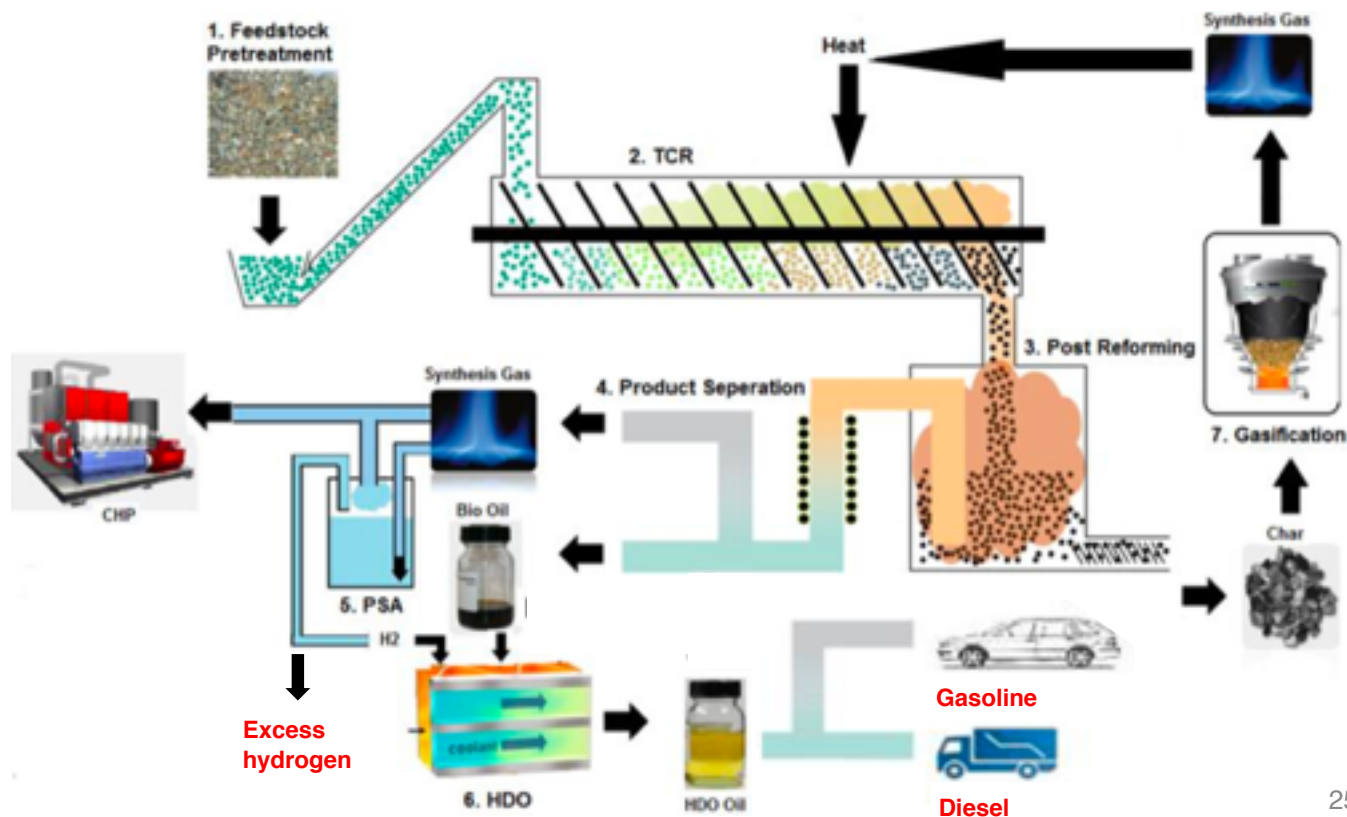 1. Feedstock
Pretreatment
Heat
Synthesis Gas
2. TCR
3. Post Reforming
7. Gasification
Synthesis Gas
4. Product Seperation
CHP
Bio Oil
Char
5. PSA
H2
Excess
hydrogen
coolant
6. HDO
HDO Oil
Gasoline
Diesel
25